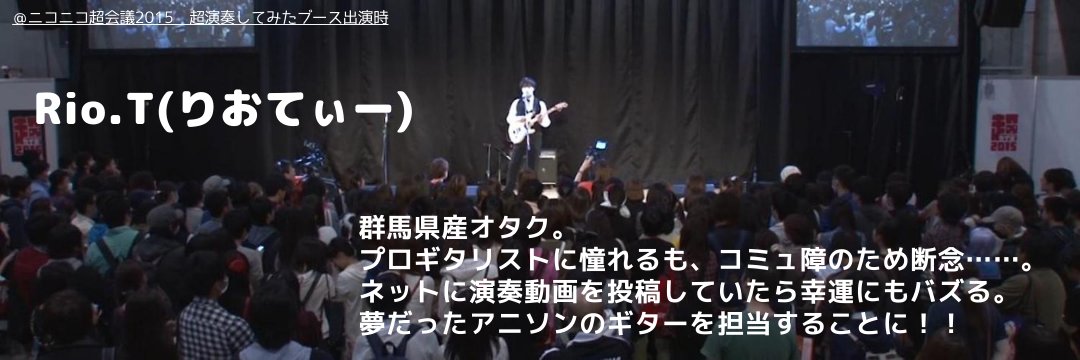 @ニコニコ超会議2015　超演奏してみたブース出演時
Rio.T(りおてぃー)
2015
群馬県産オタク。
プロギタリストに憧れるも、コミュ障のため断念……。
ネットに演奏動画を投稿していたら幸運にもバズる。
夢だったアニソンのギターを担当することに！！